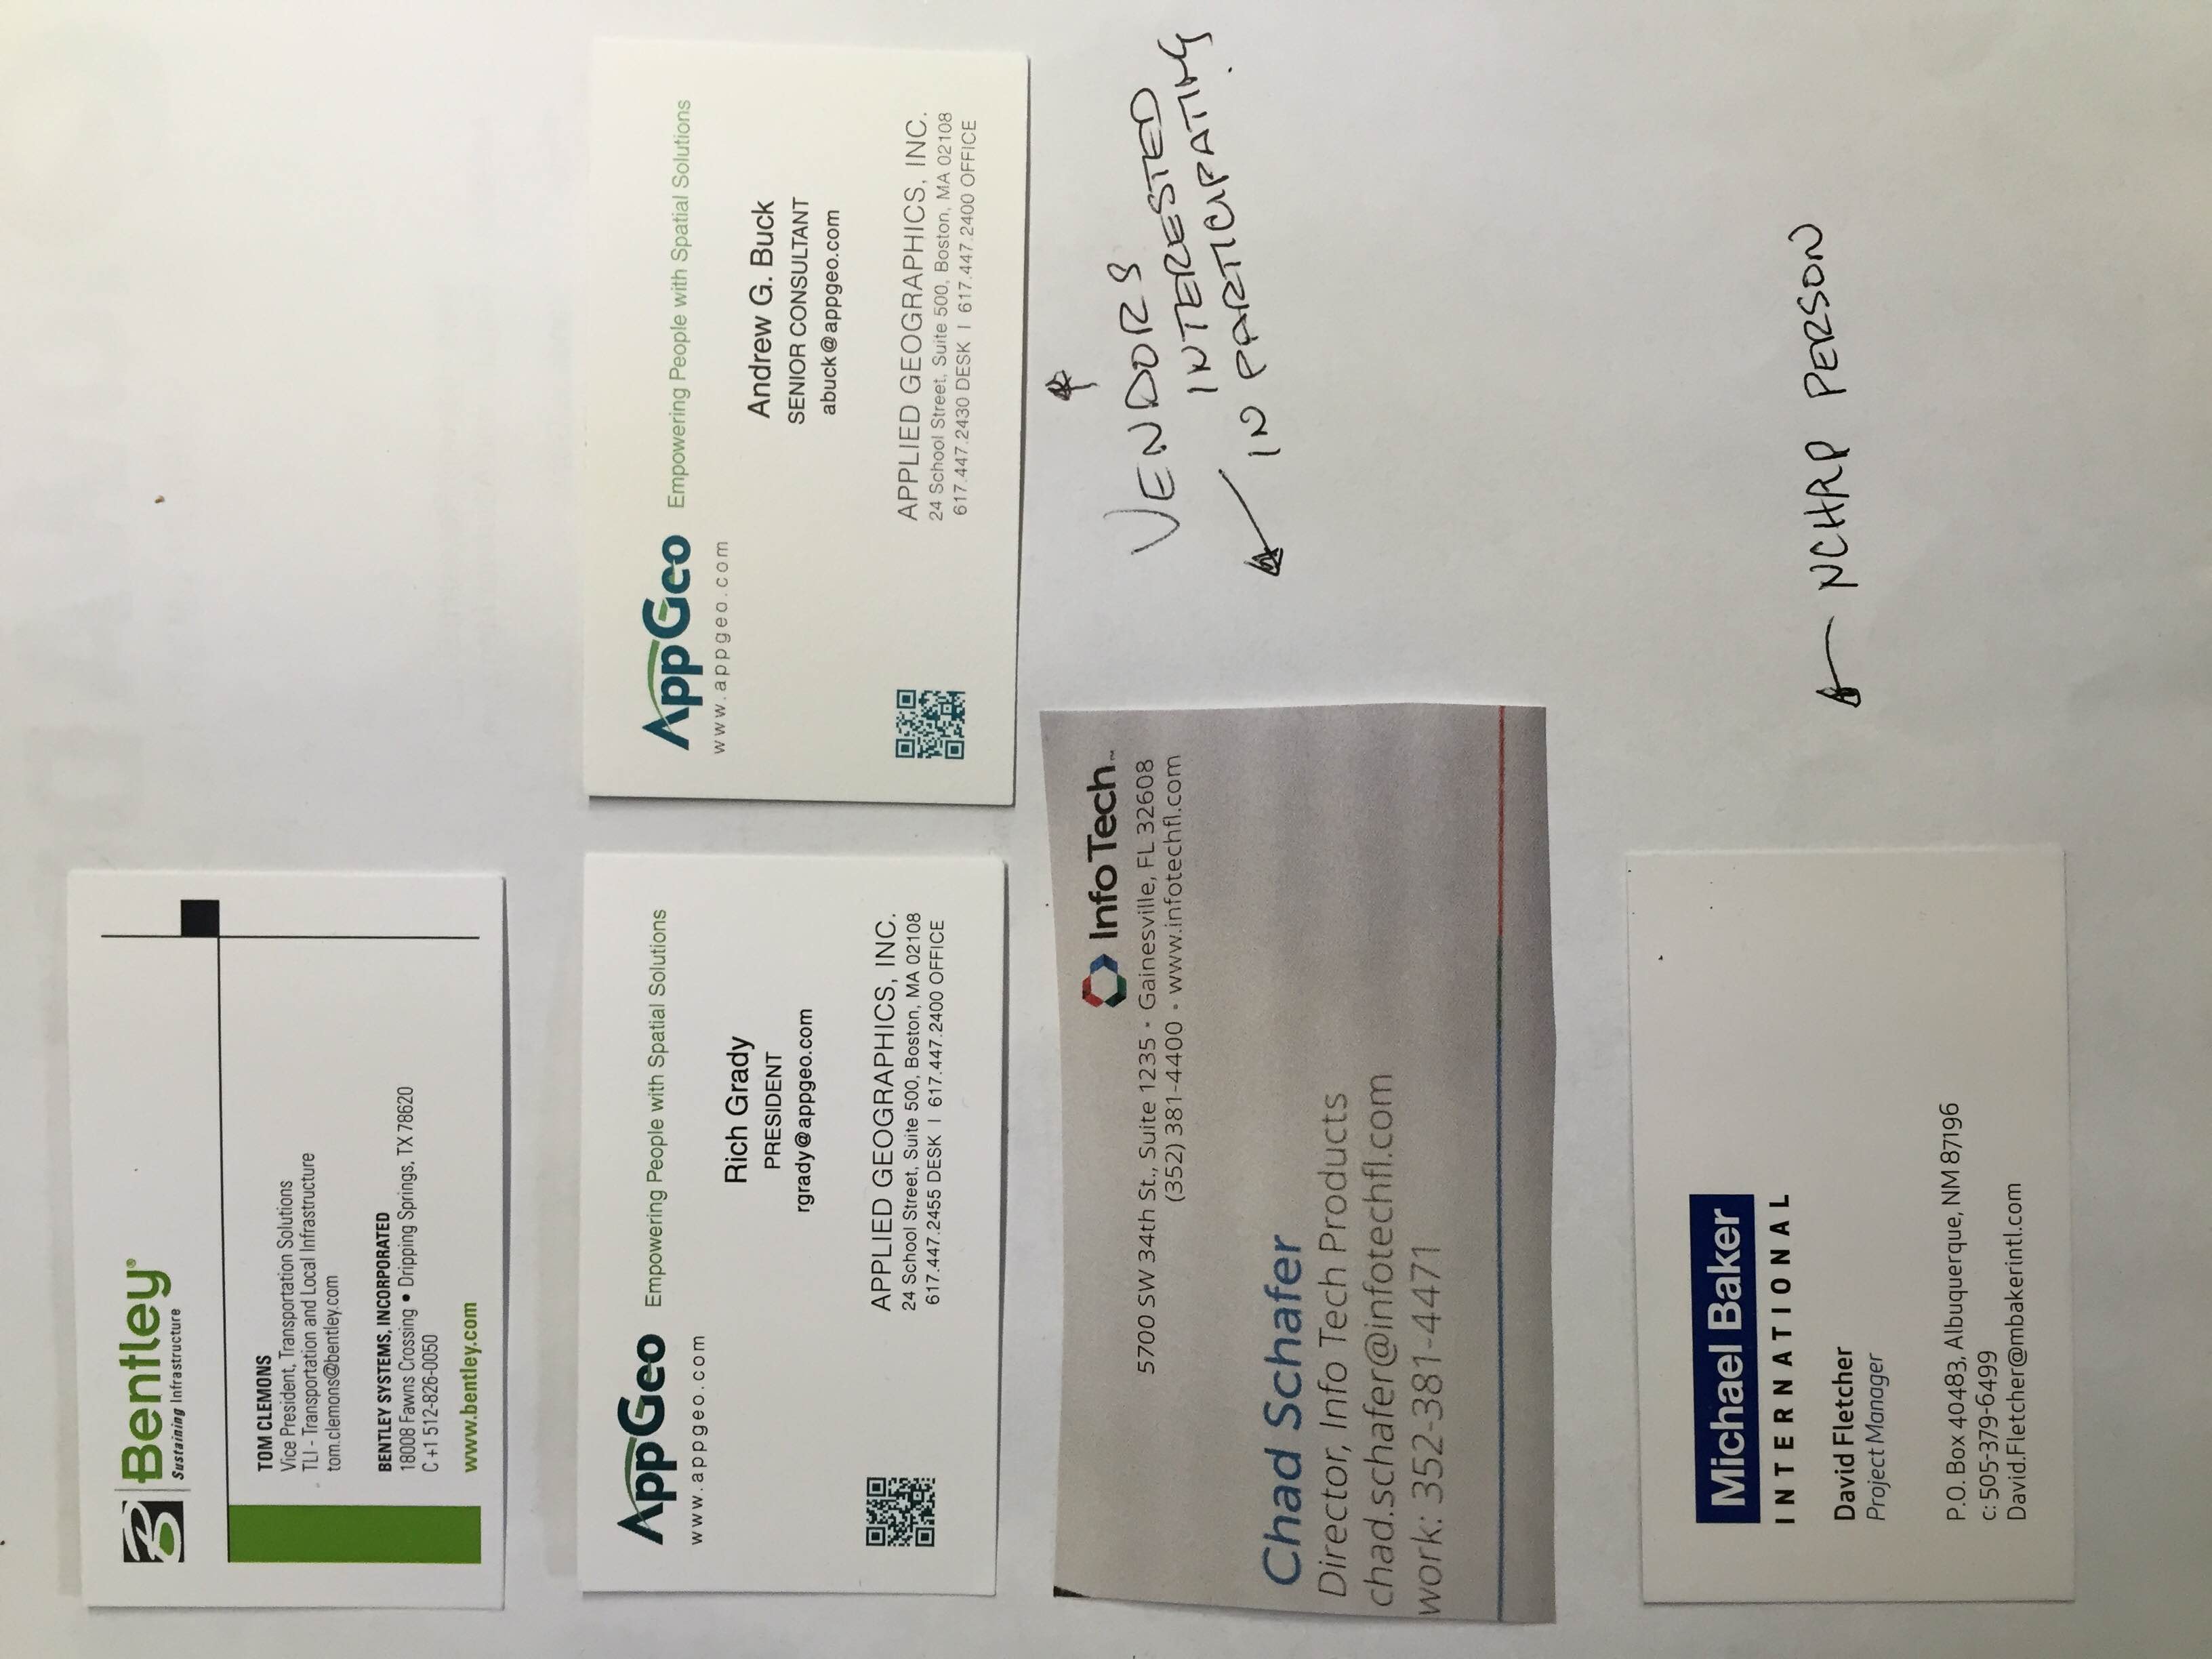 Bentley®
Sustaining Infrastructure
TOM CLEMONS
Vice President, Transportation Solutions
TLI - Transportation and Local Infrastructure
tom.clemons@bentley.com
BENTLEY SYSTEMS, INCORPORATED
18008 Fawns Crossing • Dripping Springs, TX 78620
C +1 512-826-0050
www.bentley.com
AppGeo Empowering People with Spatial Solutions
www.appgeo.com
Rich Grady
PRESIDENT
rgrady@appgeo.com
APPLIED GEOGRAPHICS, INC.
24 School Street, Suite 500, Boston, MA 02108
617.447.2455 DESK | 617.447.2400 OFFICE
AppGeo Empowering People with Spatial Solutions
www.appgeo.com
Andrew G. Buck
SENIOR CONSULTANT
abuck@appgeo.com
APPLIED GEOGRAPHICS, INC.
24 School Street, Suite 500, Boston, MA 02108
617.447.2430 DESK | 617.447.2400 OFFICE
VENDORS
INTERESTED
IN PARTICIPATING
Info Tech™
5700 SW 34th St., Suite 1235 • Gainesville, FL 32608
(352) 381-4400 • www.infotechfl.com
Chad Schafer
Director, Info Tech Products
chad.schafer@infotechfl.com
work: 352-381-4471
Michael Baker
INTERNATIONAL
David Fletcher
Project Manager
P.O. Box 40483, Albuquerque, NM 87196
c: 505-379-6499
David.Fletcher@mbakerintl.com
NCHRP PERSON